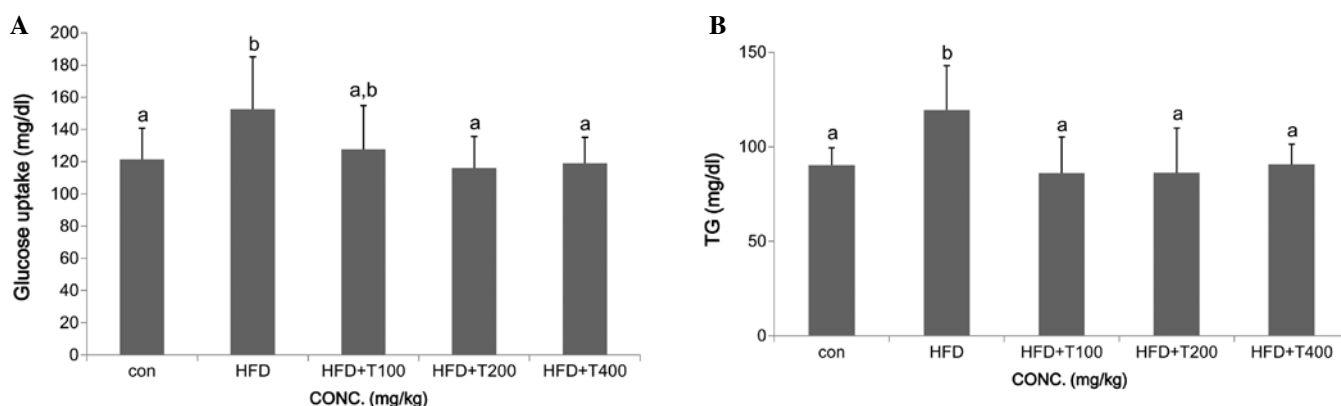 A
Glucose uptake (mg/dl)
200
180
160
140
120
100
80
60
40
20
0
a
b
a,b
a
a
con HFD HFD+T100 HFD+T200 HFD+T400
CONC. (mg/kg)
B
TG (mg/dl)
150
100
50
0
a
b
a
a
a
con HFD HFD+T100 HFD+T200 HFD+T400
CONC. (mg/kg)